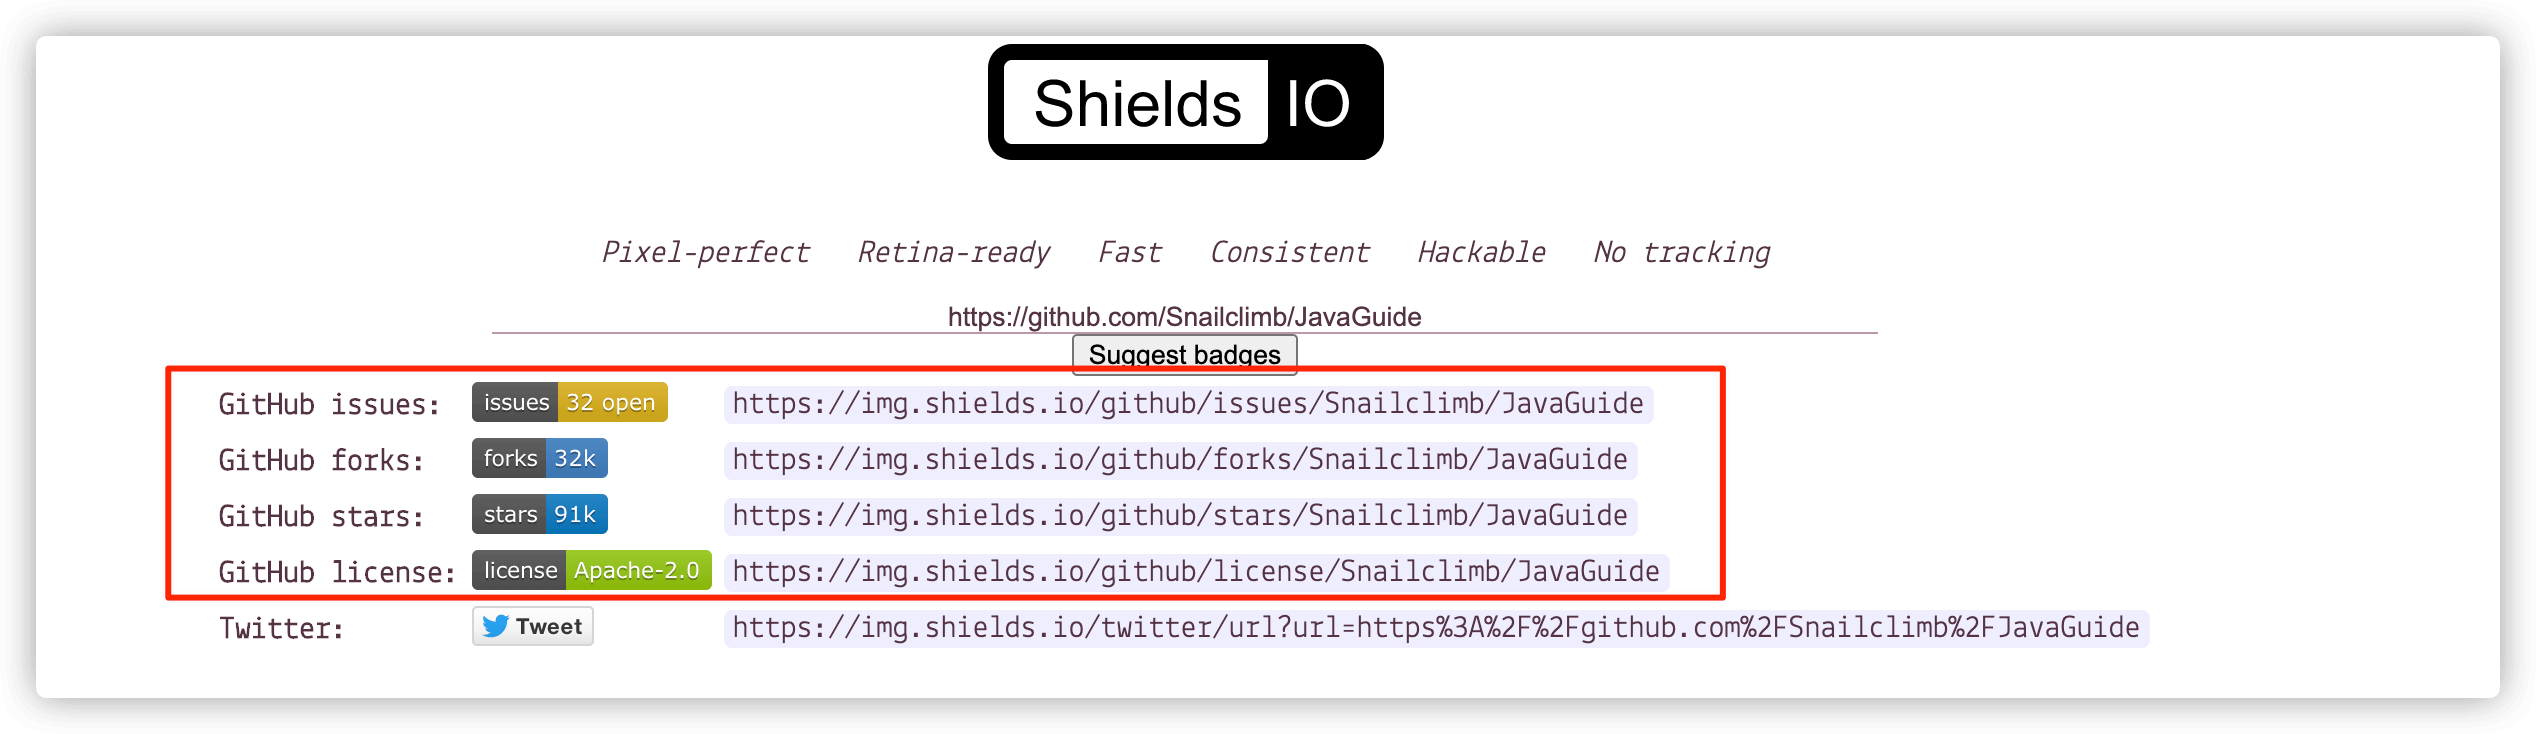 Shields IO
Pixel-perfect Retina-ready Fast Consistent Hackable No tracking
https://github.com/Snailclimb/JavaGuide
Suggest badges
GitHub issues: issues 32 open https://img.shields.io/github/issues/Snailclimb/JavaGuide
GitHub forks: forks 32k https://img.shields.io/github/forks/Snailclimb/JavaGuide
GitHub stars: stars 91k https://img.shields.io/github/stars/Snailclimb/JavaGuide
GitHub license: license Apache-2.0 https://img.shields.io/github/license/Snailclimb/JavaGuide
Twitter: Tweet https://img.shields.io/twitter/url?url=https%3A%2F%2Fgithub.com%2FSnailclimb%2FJavaGuide